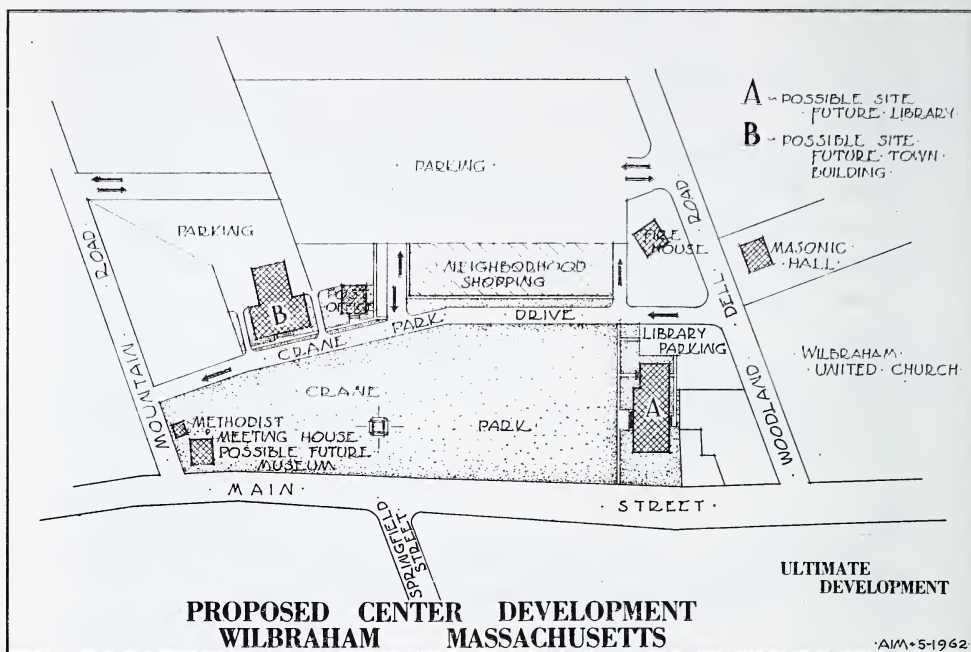 A ~ POSSIBLE SITE
FUTURE · LIBRARY ·
B ~ POSSIBLE SITE ·
FUTURE · TOWN ·
BUILDING ·
· PARKING ·
PARKING
ROAD
FIRE
HOUSE
MASONIC ·
HALL ·
NEIGHBORHOOD
SHOPPING
POST
OFFICE
B
CRANE PARK DRIVE
LIBRARY
PARKING
WOODLAND DELL ROAD
WILBRAHAM ·
UNITED · CHURCH ·
MOUNTAIN
CRANE
PARK
A
METHODIST
MEETING HOUSE
POSSIBLE FUTURE
MUSEUM
· MAIN · · STREET ·
SPRINGFIELD
STREET
ULTIMATE
DEVELOPMENT
PROPOSED CENTER DEVELOPMENT
WILBRAHAM MASSACHUSETTS
·AIM·5-1962·